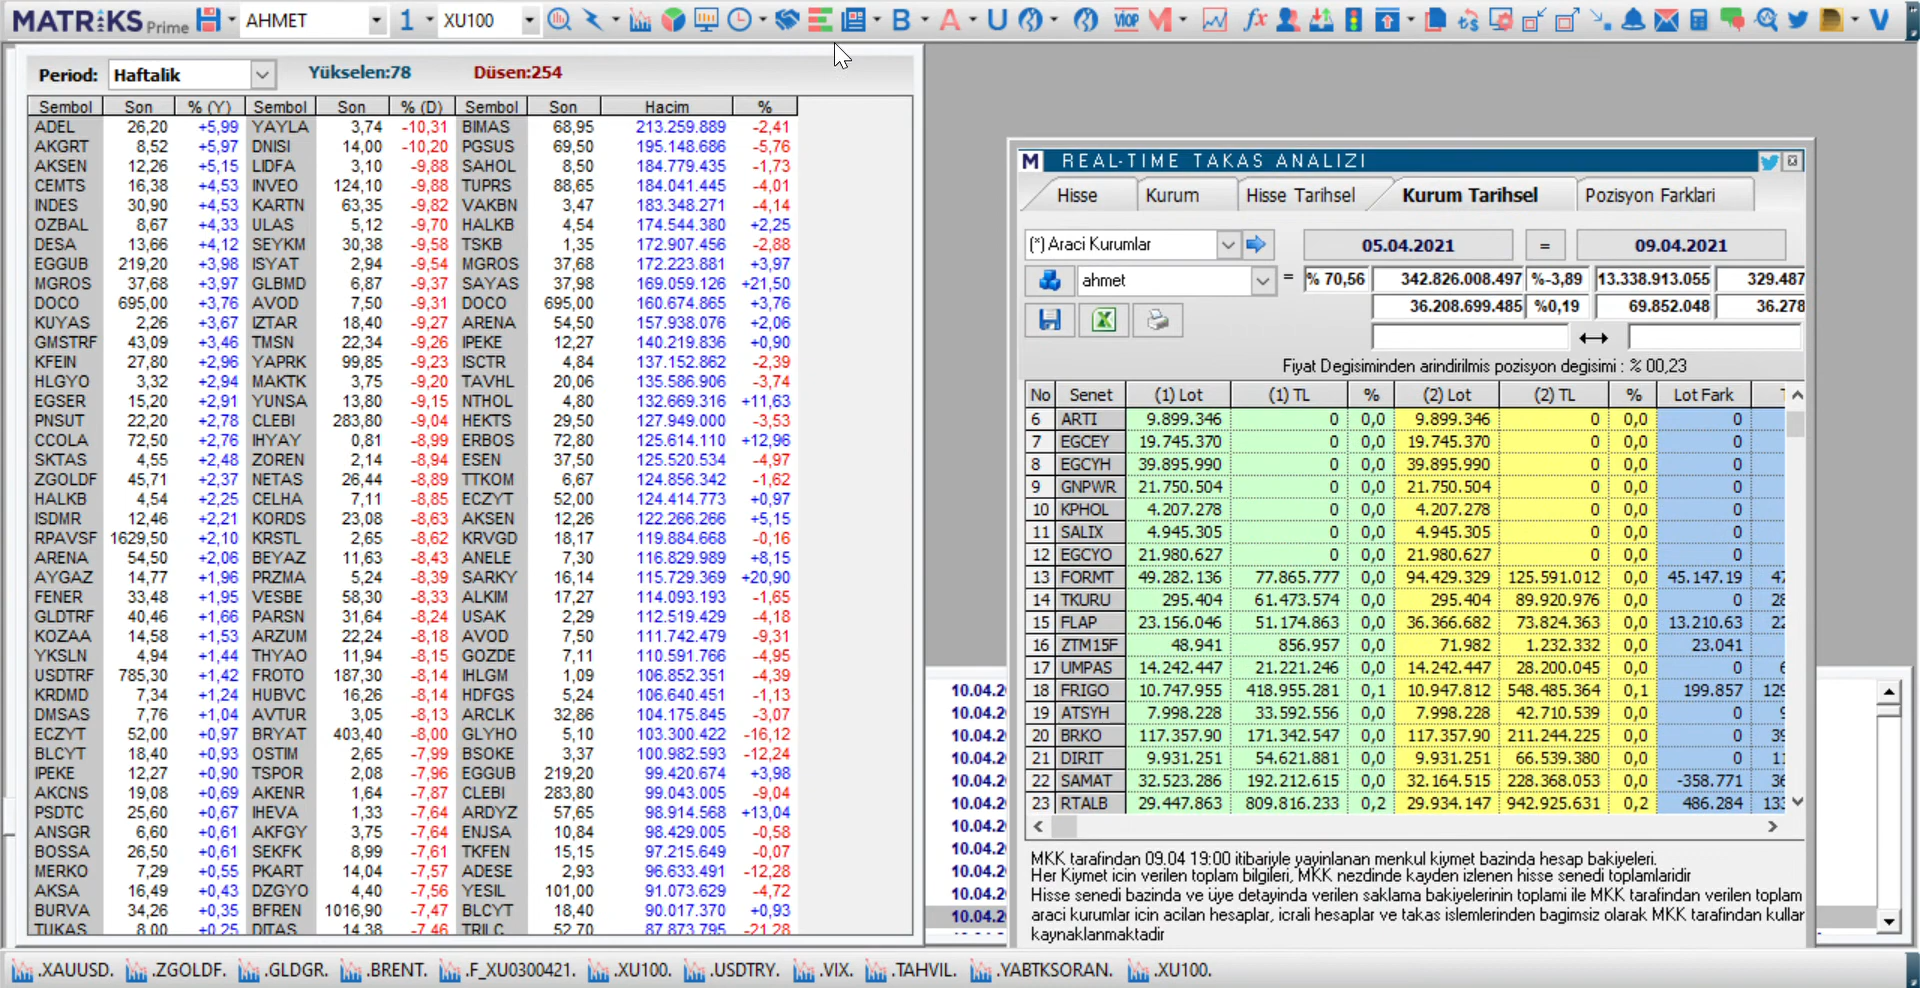 MATRiKS Prime AHMET 1 XU100 B A U VIOP M fx V
Period: Haftalik Yükselen:78 Düsen:254
Sembol Son % (Y) Sembol Son % (D) Sembol Son Hacim %
ADEL 26,20 +5,99 YAYLA 3,74 -10,31 BIMAS 68,95 213.259.889 -2,41
AKGRT 8,52 +5,97 DNISI 14,00 -10,20 PGSUS 69,50 195.148.686 -5,76
AKSEN 12,26 +5,15 LIDFA 3,10 -9,88 SAHOL 8,50 184.779.435 -1,73
CEMTS 16,38 +4,53 INVEO 124,10 -9,88 TUPRS 88,65 184.041.445 -4,01
INDES 30,90 +4,53 KARTN 63,35 -9,82 VAKBN 3,47 183.348.271 -4,14
OZBAL 8,67 +4,33 ULAS 5,12 -9,70 HALKB 4,54 174.544.380 +2,25
DESA 13,66 +4,12 SEYKM 30,38 -9,58 TSKB 1,35 172.907.456 -2,88
EGGUB 219,20 +3,98 ISYAT 2,94 -9,54 MGROS 37,68 172.223.881 +3,97
MGROS 37,68 +3,97 GLBMD 6,87 -9,37 SAYAS 37,98 169.059.126 +21,50
DOCO 695,00 +3,76 AVOD 7,50 -9,31 DOCO 695,00 160.674.865 +3,76
KUYAS 2,26 +3,67 IZTAR 18,40 -9,27 ARENA 54,50 157.938.076 +2,06
GMSTRF 43,09 +3,46 TMSN 22,34 -9,26 IPEKE 12,27 140.219.836 +0,90
KFEIN 27,80 +2,96 YAPRK 99,85 -9,23 ISCTR 4,84 137.152.862 -2,39
HLGYO 3,32 +2,94 MAKTK 3,75 -9,20 TAVHL 20,06 135.586.906 -3,74
EGSER 15,20 +2,91 YUNSA 13,80 -9,15 NTHOL 4,80 132.669.316 +11,63
PNSUT 22,20 +2,78 CLEBI 283,80 -9,04 HEKTS 29,50 127.949.000 -3,53
CCOLA 72,50 +2,76 IHYAY 0,81 -8,99 ERBOS 72,80 125.614.110 +12,96
SKTAS 4,55 +2,48 ZOREN 2,14 -8,94 ESEN 37,50 125.520.534 -4,97
ZGOLDF 45,71 +2,37 NETAS 26,44 -8,89 TTKOM 6,67 124.856.342 -1,62
HALKB 4,54 +2,25 CELHA 7,11 -8,85 ECZYT 52,00 124.414.773 +0,97
ISDMR 12,46 +2,21 KORDS 23,08 -8,63 AKSEN 12,26 122.266.266 +5,15
RPAVSF 1629,50 +2,10 KRSTL 2,65 -8,62 KRVGD 18,17 119.884.668 -0,16
ARENA 54,50 +2,06 BEYAZ 11,63 -8,43 ANELE 7,30 116.829.989 +8,15
AYGAZ 14,77 +1,96 PRZMA 5,24 -8,39 SARKY 16,14 115.729.369 +20,90
FENER 33,48 +1,95 VESBE 58,30 -8,33 ALKIM 17,27 114.093.193 -1,65
GLDTRF 40,46 +1,66 PARSN 31,64 -8,24 USAK 2,29 112.519.429 -4,18
KOZAA 14,58 +1,53 ARZUM 22,24 -8,18 AVOD 7,50 111.742.479 -9,31
YKSLN 4,94 +1,44 THYAO 11,94 -8,15 GOZDE 7,11 110.591.766 -4,95
USDTRF 785,30 +1,42 FROTO 187,30 -8,14 IHLGM 1,09 106.852.351 -4,39
KRDMD 7,34 +1,24 HUBVC 16,26 -8,14 HDFGS 5,24 106.640.451 -1,13
DMSAS 7,76 +1,04 AVTUR 3,05 -8,13 ARCLK 32,86 104.175.845 -3,07
ECZYT 52,00 +0,97 BRYAT 403,40 -8,00 GLYHO 5,10 103.300.422 -16,12
BLCYT 18,40 +0,93 OSTIM 2,65 -7,99 BSOKE 3,37 100.982.593 -12,24
IPEKE 12,27 +0,90 TSPOR 2,08 -7,96 EGGUB 219,20 99.420.674 +3,98
AKCNS 19,08 +0,69 AKENR 1,64 -7,87 CLEBI 283,80 99.043.005 -9,04
PSDTC 25,60 +0,67 IHEVA 1,33 -7,64 ARDYZ 57,65 98.914.568 +13,04
ANSGR 6,60 +0,61 AKFGY 3,75 -7,64 ENJSA 10,84 98.429.005 -0,58
BOSSA 26,50 +0,61 SEKFK 8,99 -7,61 TKFEN 15,15 97.215.649 -0,07
MERKO 7,29 +0,55 PKART 14,04 -7,57 ADESE 2,93 96.633.491 -12,28
AKSA 16,49 +0,43 DZGYO 4,40 -7,56 YESIL 101,00 91.073.629 -4,72
BURVA 34,26 +0,35 BFREN 1016,90 -7,47 BLCYT 18,40 90.017.370 +0,93
TUKAS 8,00 +0,25 DITAS 14,38 -7,46 TRILC 52,70 87.873.795 -21,28
M REAL-TIME TAKAS ANALIZI
Hisse Kurum Hisse Tarihsel Kurum Tarihsel Pozisyon Farklari
(*) Araci Kurumlar 05.04.2021 = 09.04.2021
ahmet = % 70,56 342.826.008.497 %-3,89 13.338.913.055 329.487
36.208.699.485 %0,19 69.852.048 36.278
Fiyat Degisiminden arindirilmis pozisyon degisimi : % 00,23
No Senet (1) Lot (1) TL % (2) Lot (2) TL % Lot Fark
6 ARTI 9.899.346 0 0,0 9.899.346 0 0,0 0
7 EGCEY 19.745.370 0 0,0 19.745.370 0 0,0 0
8 EGCYH 39.895.990 0 0,0 39.895.990 0 0,0 0
9 GNPWR 21.750.504 0 0,0 21.750.504 0 0,0 0
10 KPHOL 4.207.278 0 0,0 4.207.278 0 0,0 0
11 SALIX 4.945.305 0 0,0 4.945.305 0 0,0 0
12 EGCYO 21.980.627 0 0,0 21.980.627 0 0,0 0
13 FORMT 49.282.136 77.865.777 0,0 94.429.329 125.591.012 0,0 45.147.19 47
14 TKURU 295.404 61.473.574 0,0 295.404 89.920.976 0,0 0 28
15 FLAP 23.156.046 51.174.863 0,0 36.366.682 73.824.363 0,0 13.210.63 22
16 ZTM15F 48.941 856.957 0,0 71.982 1.232.332 0,0 23.041
17 UMPAS 14.242.447 21.221.246 0,0 14.242.447 28.200.045 0,0 0 6
18 FRIGO 10.747.955 418.955.281 0,1 10.947.812 548.485.364 0,1 199.857 129
19 ATSYH 7.998.228 33.592.556 0,0 7.998.228 42.710.539 0,0 0 9
20 BRKO 117.357.90 171.342.547 0,0 117.357.90 211.244.225 0,0 0 39
21 DIRIT 9.931.251 54.621.881 0,0 9.931.251 66.539.380 0,0 0 11
22 SAMAT 32.523.286 192.212.615 0,0 32.164.515 228.368.053 0,0 -358.771 36
23 RTALB 29.447.863 809.816.233 0,2 29.934.147 942.925.631 0,2 486.284 133
10.04.2
10.04.2
10.04.2
10.04.2
10.04.2
10.04.2
10.04.2
10.04.2
10.04.2
10.04.2
10.04.2
MKK tarafindan 09.04 19:00 itibariyle yayinlanan menkul kiymet bazinda hesap bakiyeleri.
Her Kiymet icin verilen toplam bilgileri, MKK nezdinde kayden izlenen hisse senedi toplamlaridir
Hisse senedi bazinda ve üye detayinda verilen saklama bakiyelerinin toplami ile MKK tarafindan verilen toplam
araci kurumlar icin acilan hesaplar, icrali hesaplar ve takas islemlerinden bagimsiz olarak MKK tarafindan kullar
kaynaklanmaktadir
.XAUUSD. .ZGOLDF. .GLDGR. .BRENT. .F_XU0300421. .XU100. .USDTRY. .VIX. .TAHVIL. .YABTKSORAN. .XU100.